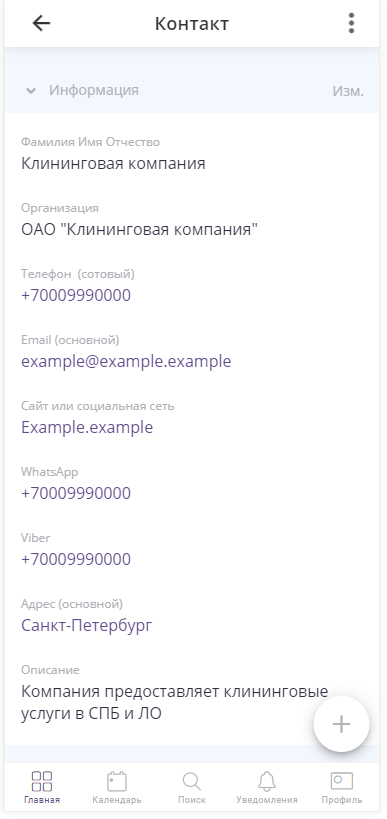 Контакт
Информация
Изм.
Фамилия Имя Отчество
Клининговая компания
Организация
ОАО "Клининговая компания"
Телефон (сотовый)
+70009990000
Email (основной)
example@example.example
Сайт или социальная сеть
Example.example
WhatsApp
+70009990000
Viber
+70009990000
Адрес (основной)
Санкт-Петербург
Описание
Компания предоставляет клининговые
услуги в СПБ и ЛО
Главная
Календарь
Поиск
Уведомления
Профиль